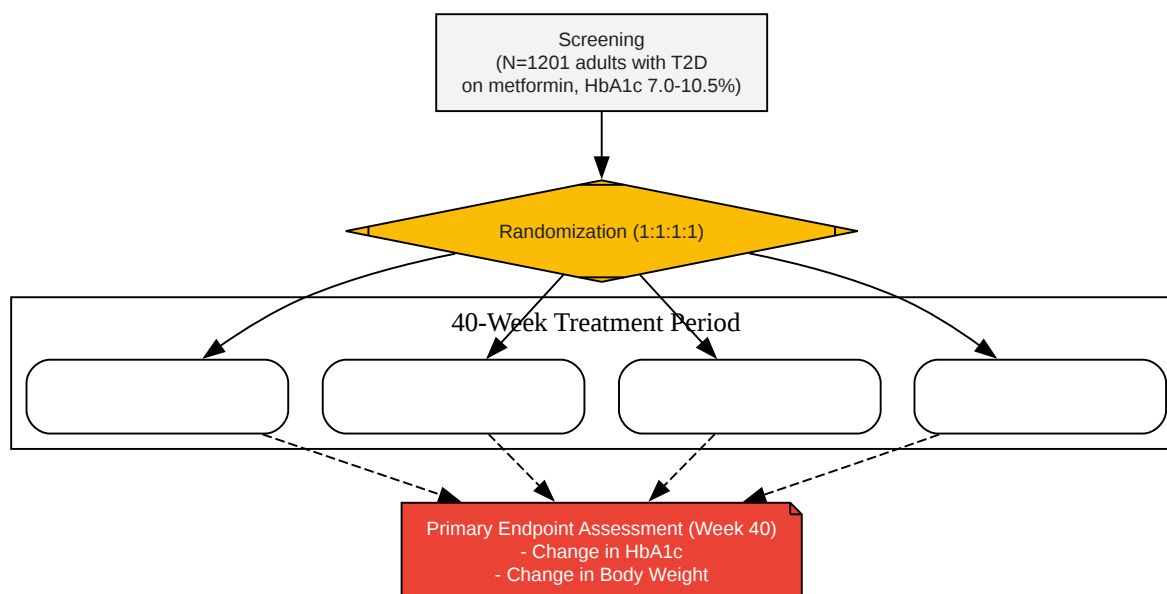 Screening
(N=1201 adults with T2D
on metformin, HbA1c 7.0-10.5%)
Randomization (1:1:1:1)
40-Week Treatment Period
Primary Endpoint Assessment (Week 40)
- Change in HbA1c
- Change in Body Weight